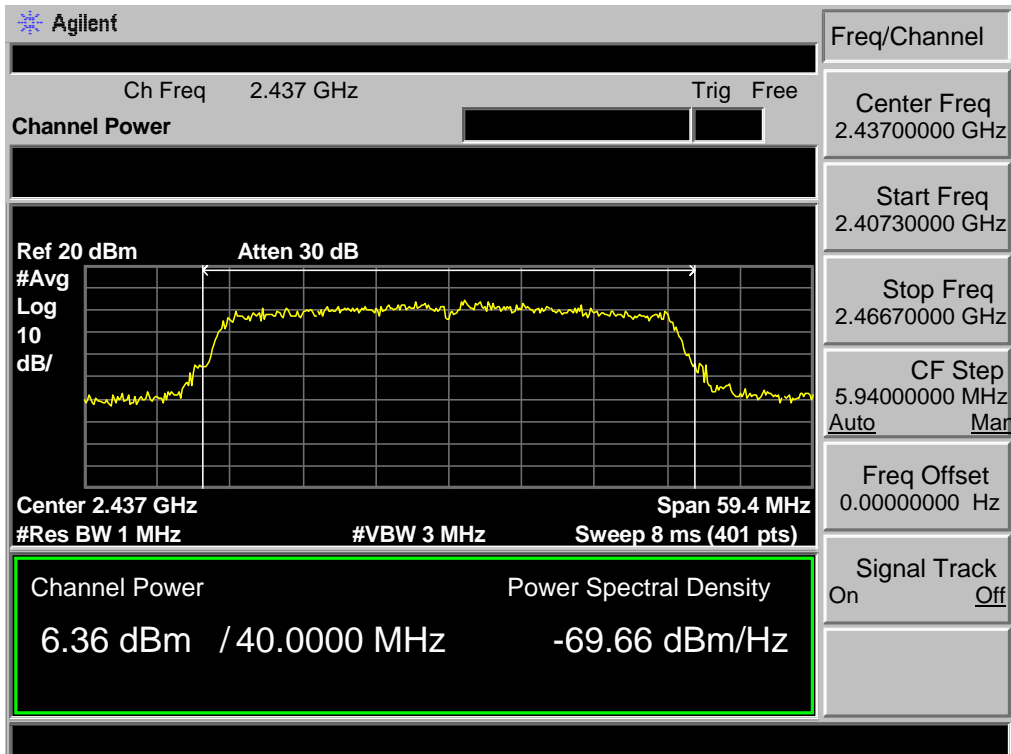 Agilent
Freq/Channel
Ch Freq 2.437 GHz Trig Free
Channel Power
Center Freq
2.43700000 GHz
Start Freq
2.40730000 GHz
Stop Freq
2.46670000 GHz
CF Step
5.94000000 MHz
Auto Man
Freq Offset
0.00000000 Hz
Signal Track
On Off
Ref 20 dBm Atten 30 dB
#Avg
Log
10
dB/
Center 2.437 GHz Span 59.4 MHz
#Res BW 1 MHz #VBW 3 MHz Sweep 8 ms (401 pts)
Channel Power Power Spectral Density
6.36 dBm / 40.0000 MHz -69.66 dBm/Hz